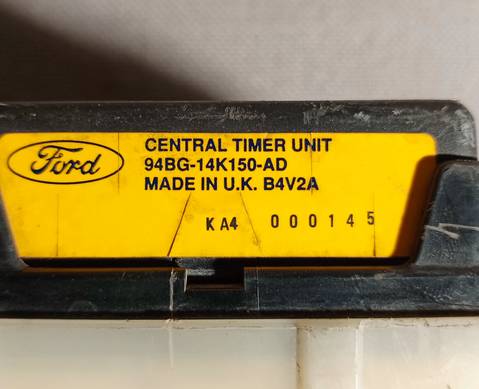 Ford
CENTRAL TIMER UNIT
94BG-14K150-AD
MADE IN U.K. B4V2A
KA4 000145